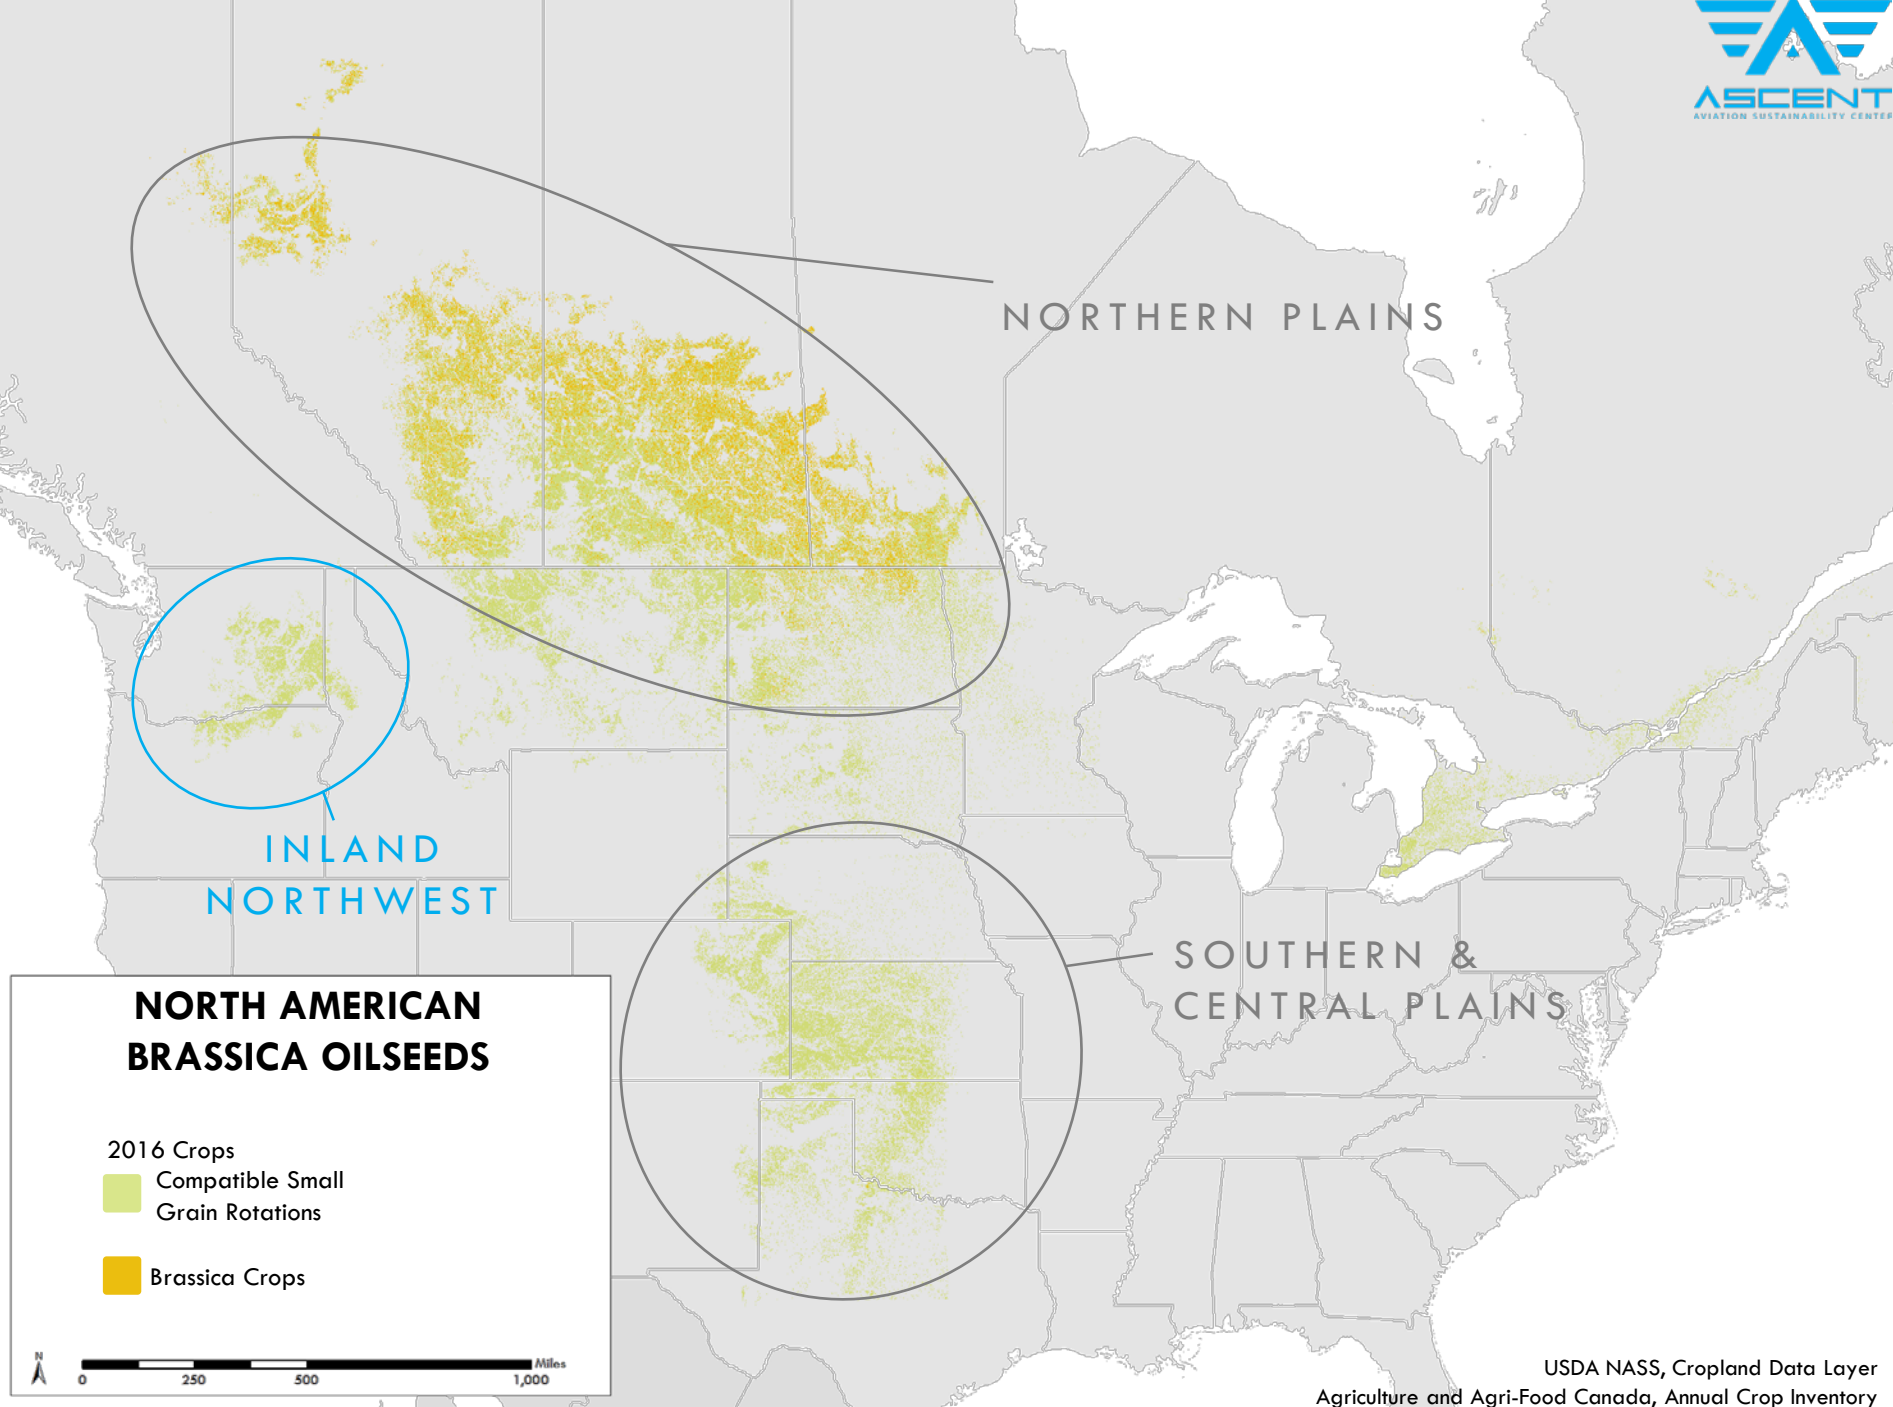 ASCENT
AVIATION SUSTAINABILITY CENTER
NORTHERN PLAINS
INLAND
NORTHWEST
SOUTHERN &
CENTRAL PLAINS
NORTH AMERICAN
BRASSICA OILSEEDS
2016 Crops
Compatible Small
Grain Rotations
Brassica Crops
N
Miles
0 250 500 1,000
USDA NASS, Cropland Data Layer
Agriculture and Agri-Food Canada, Annual Crop Inventory